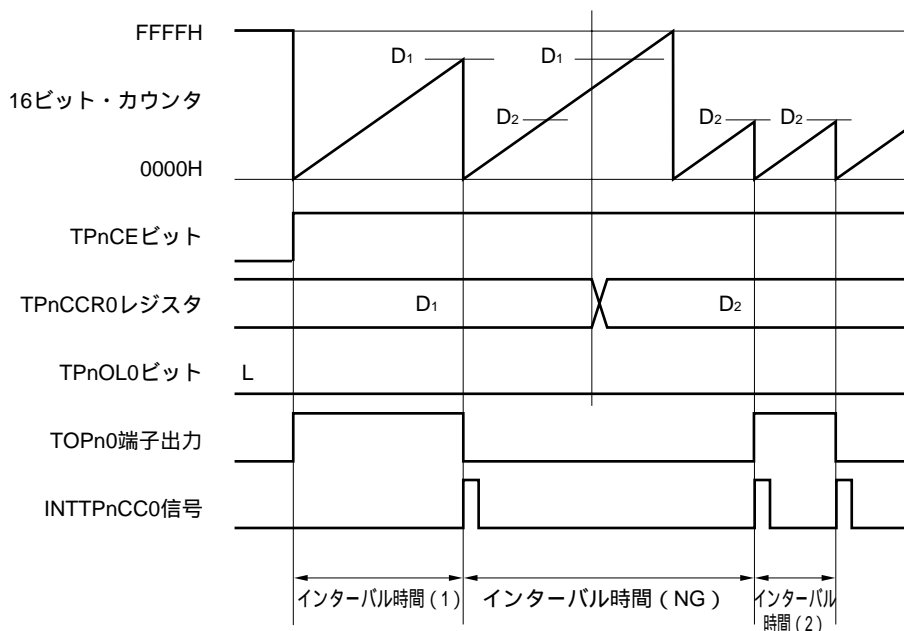 FFFFH
D1
D1
16ビット・カウンタ
D2
D2
D2
0000H
TPnCEビット
TPnCCR0レジスタ
D1
D2
TPnOL0ビット
L
TOPn0端子出力
INTTPnCC0信号
インターバル時間(1)
インターバル時間(NG)
インターバル
時間(2)